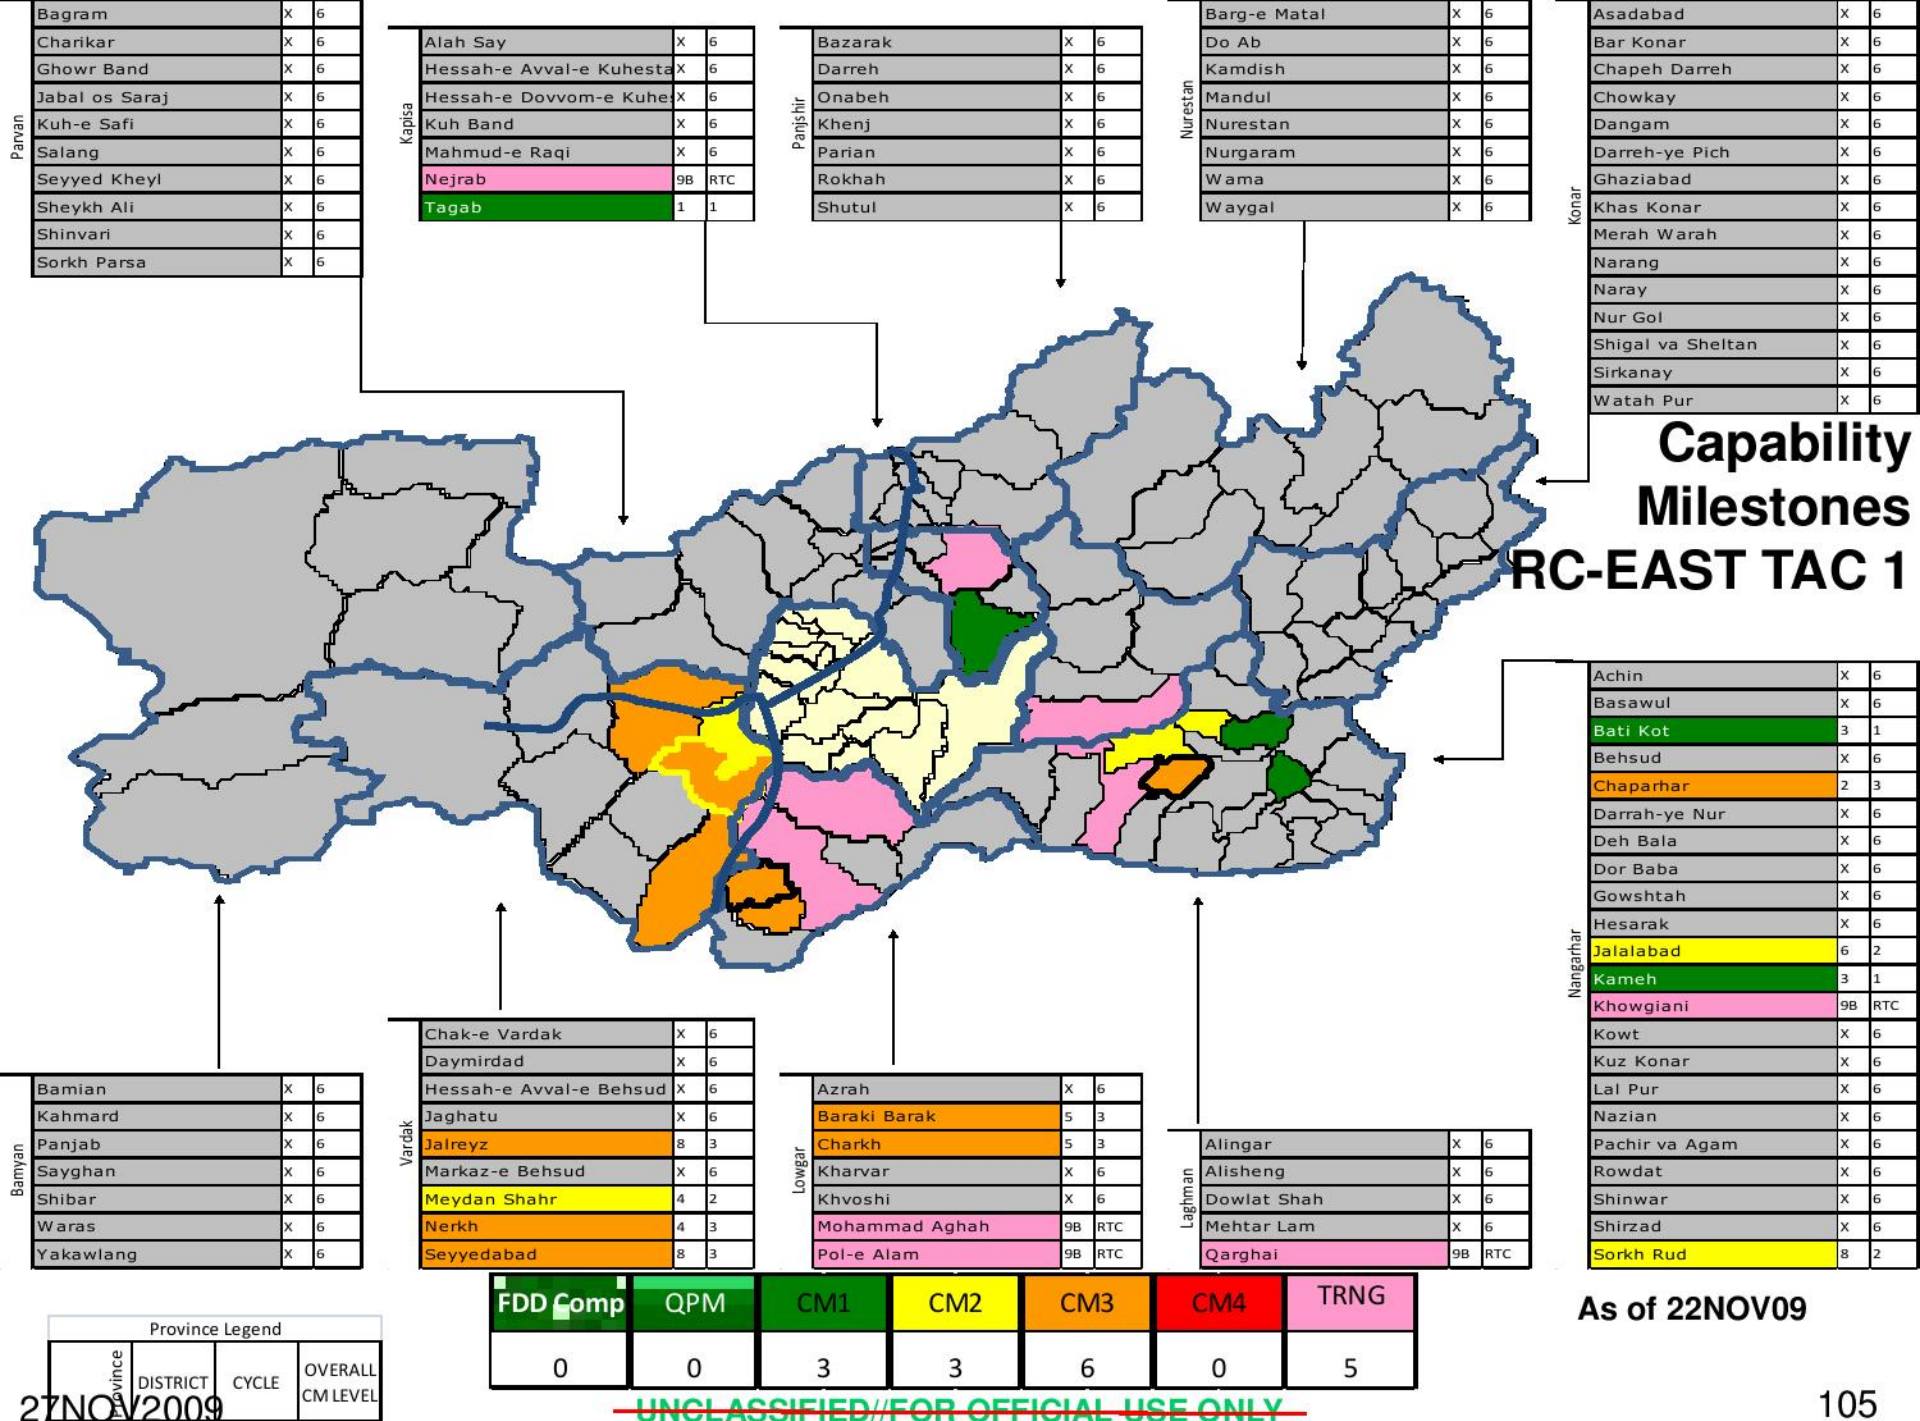 Parvan
Bagram X 6
Charikar X 6
Ghowr Band X 6
Jabal os Saraj X 6
Kuh-e Safi X 6
Salang X 6
Seyyed Kheyl X 6
Sheykh Ali X 6
Shinvari X 6
Sorkh Parsa X 6
Kapisa
Alah Say X 6
Hessah-e Avval-e Kuhesta X 6
Hessah-e Dovvom-e Kuhes X 6
Kuh Band X 6
Mahmud-e Raqi X 6
Nejrab 9B RTC
Tagab 1 1
Panjshir
Bazarak X 6
Darreh X 6
Onabeh X 6
Khenj X 6
Parian X 6
Rokhah X 6
Shutul X 6
Nurestan
Barg-e Matal X 6
Do Ab X 6
Kamdish X 6
Mandul X 6
Nurestan X 6
Nurgaram X 6
Wama X 6
Waygal X 6
Konar
Asadabad X 6
Bar Konar X 6
Chapeh Darreh X 6
Chowkay X 6
Dangam X 6
Darreh-ye Pich X 6
Ghaziabad X 6
Khas Konar X 6
Merah Warah X 6
Narang X 6
Naray X 6
Nur Gol X 6
Shigal va Sheltan X 6
Sirkanay X 6
Watah Pur X 6
Capability
Milestones
RC-EAST TAC 1
Nangarhar
Achin X 6
Basawul X 6
Bati Kot 3 1
Behsud X 6
Chaparhar 2 3
Darrah-ye Nur X 6
Deh Bala X 6
Dor Baba X 6
Gowshtah X 6
Hesarak X 6
Jalalabad 6 2
Kameh 3 1
Khowgiani 9B RTC
Kowt X 6
Kuz Konar X 6
Lal Pur X 6
Nazian X 6
Pachir va Agam X 6
Rowdat X 6
Shinwar X 6
Shirzad X 6
Sorkh Rud 8 2
Bamyan
Bamian X 6
Kahmard X 6
Panjab X 6
Sayghan X 6
Shibar X 6
Waras X 6
Yakawlang X 6
Vardak
Chak-e Vardak X 6
Daymirdad X 6
Hessah-e Avval-e Behsud X 6
Jaghatu X 6
Jalreyz 8 3
Markaz-e Behsud X 6
Meydan Shahr 4 2
Nerkh 4 3
Seyyedabad 8 3
Lowgar
Azrah X 6
Baraki Barak 5 3
Charkh 5 3
Kharvar X 6
Khvoshi X 6
Mohammad Aghah 9B RTC
Pol-e Alam 9B RTC
Laghman
Alingar X 6
Alisheng X 6
Dowlat Shah X 6
Mehtar Lam X 6
Qarghai 9B RTC
FDD Comp QPM CM1 CM2 CM3 CM4 TRNG
0 0 3 3 6 0 5
As of 22NOV09
Province Legend
Province DISTRICT CYCLE OVERALL
CM LEVEL
27NOV2009
UNCLASSIFIED//FOR OFFICIAL USE ONLY
105